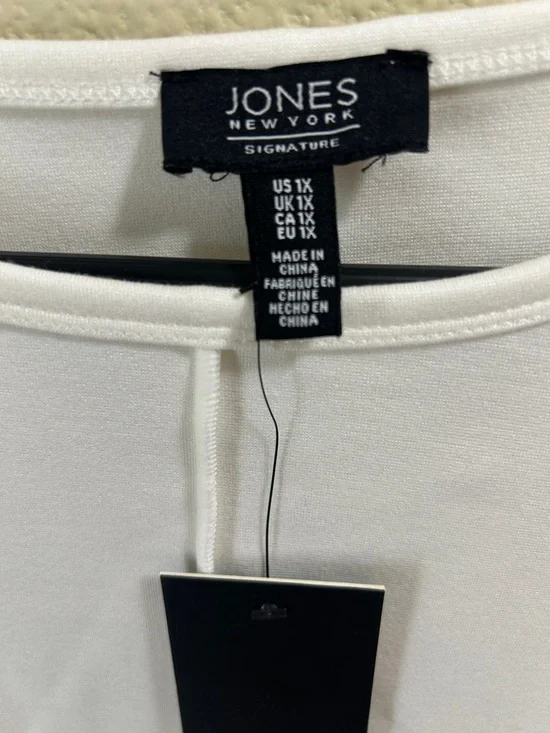 JONES
NEW YORK
SIGNATURE
US 1X
UK 1X
CA 1X
EU 1X
MADE IN
CHINA
FABRIQUÉ EN
CHINE
HECHO EN
CHINA